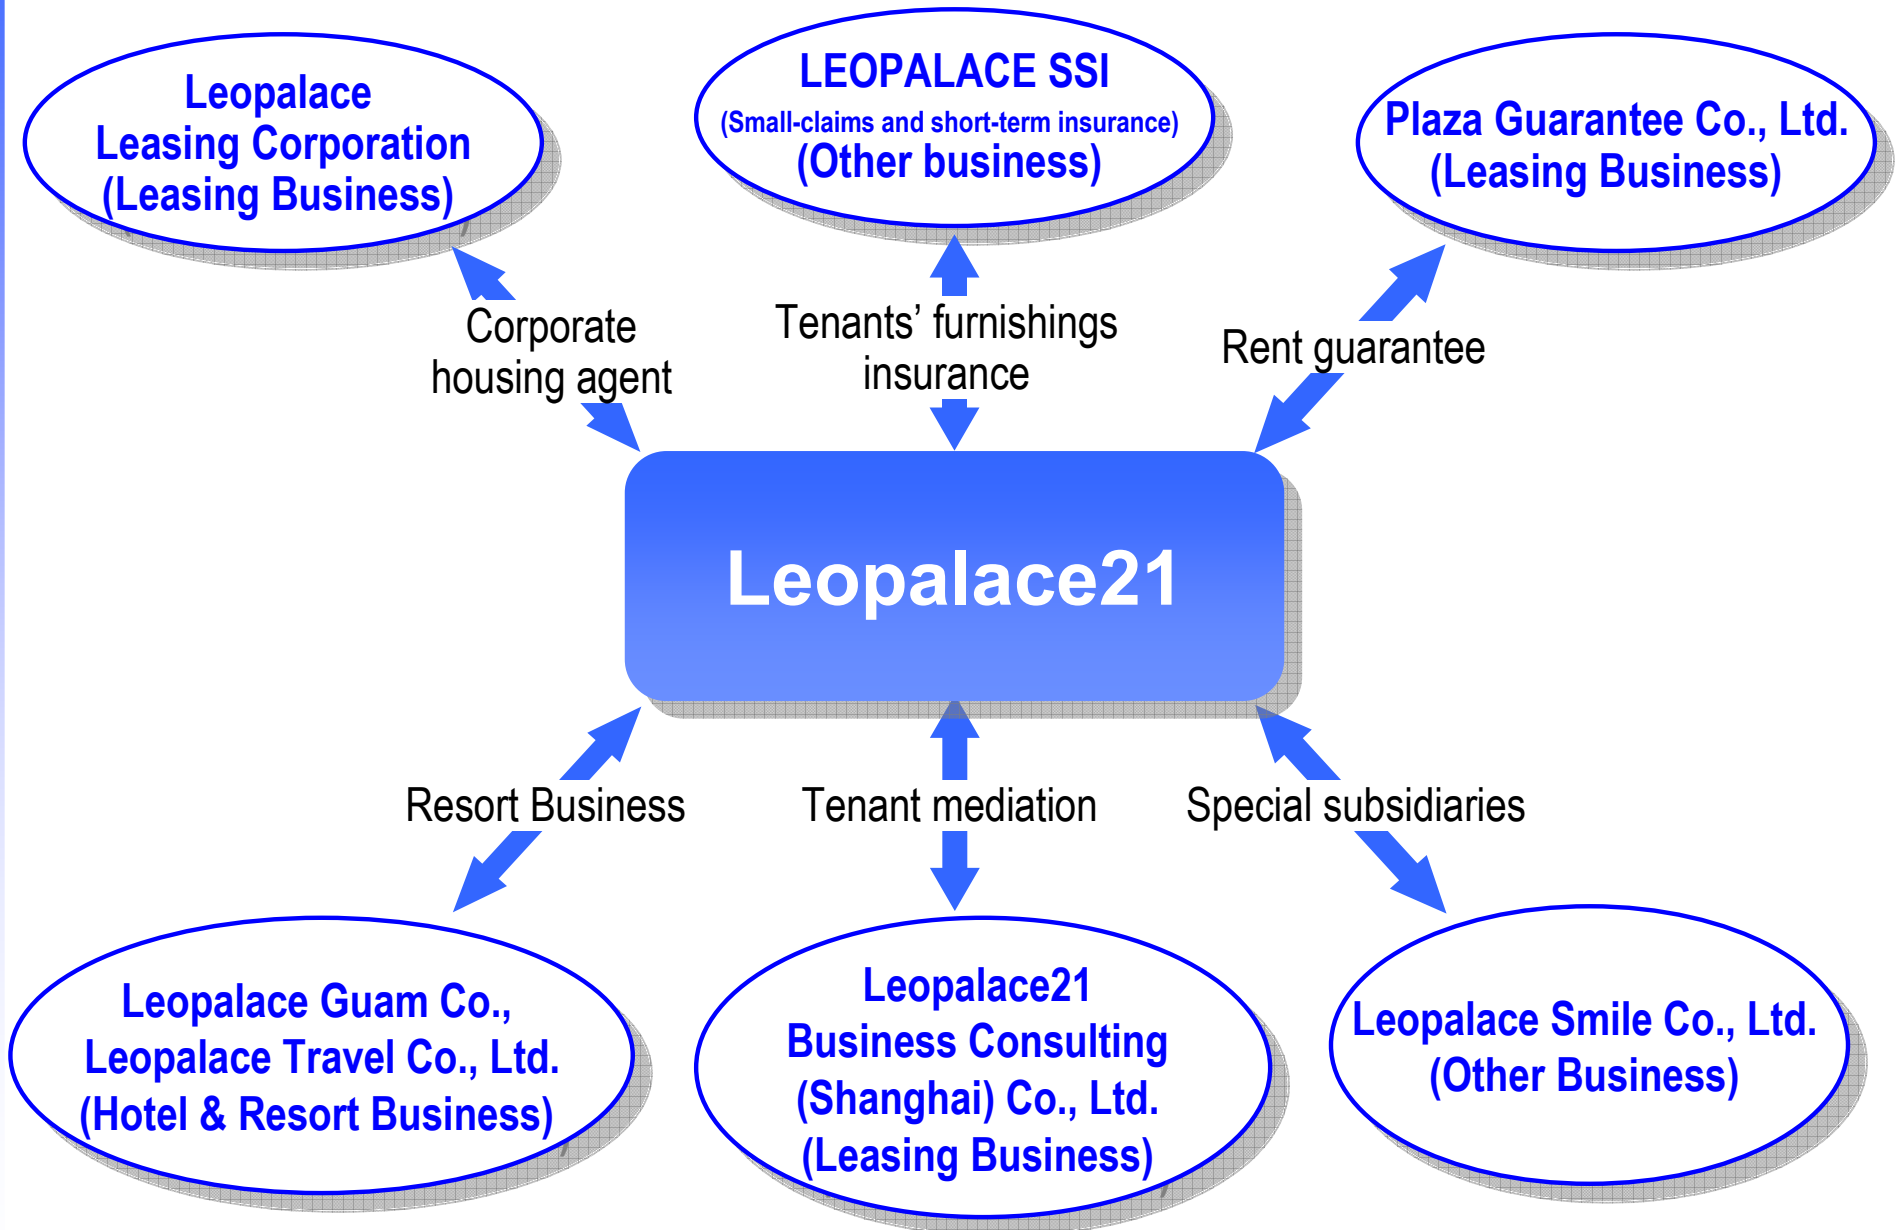 Leopalace
Leasing Corporation
(Leasing Business)
LEOPALACE SSI
(Small-claims and short-term insurance)
(Other business)
Plaza Guarantee Co., Ltd.
(Leasing Business)
Corporate
housing agent
Tenants’ furnishings
insurance
Rent guarantee
Leopalace21
Resort Business
Tenant mediation
Special subsidiaries
Leopalace Guam Co.,
Leopalace Travel Co., Ltd.
(Hotel & Resort Business)
Leopalace21
Business Consulting
(Shanghai) Co., Ltd.
(Leasing Business)
Leopalace Smile Co., Ltd.
(Other Business)